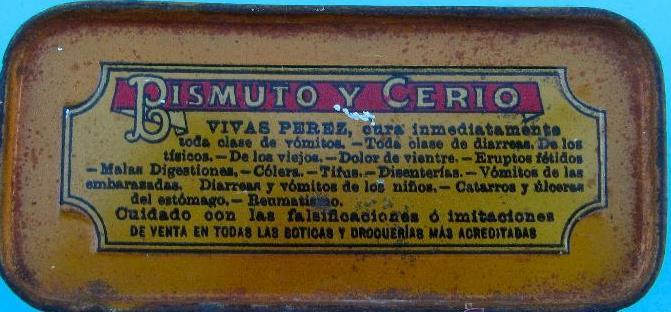 BISMUTO Y CERIO
VIVAS PEREZ, cura inmediatamente
toda clase de vómitos.—Toda clase de diarreas. De los
tísicos.—De los viejos.—Dolor de vientre.—Eruptos fétidos
—Malas Digestiones.—Cólera.—Tifus.—Disenterías.—Vómitos de las
embarasadas. Diarreas y vómitos de los niños.—Catarros y úlceras
del estómago.—Reumatismo.
Cuidado con las falsificaciones ó imitaciones
DE VENTA EN TODAS LAS BOTICAS Y DROGUERÍAS MÁS ACREDITADAS